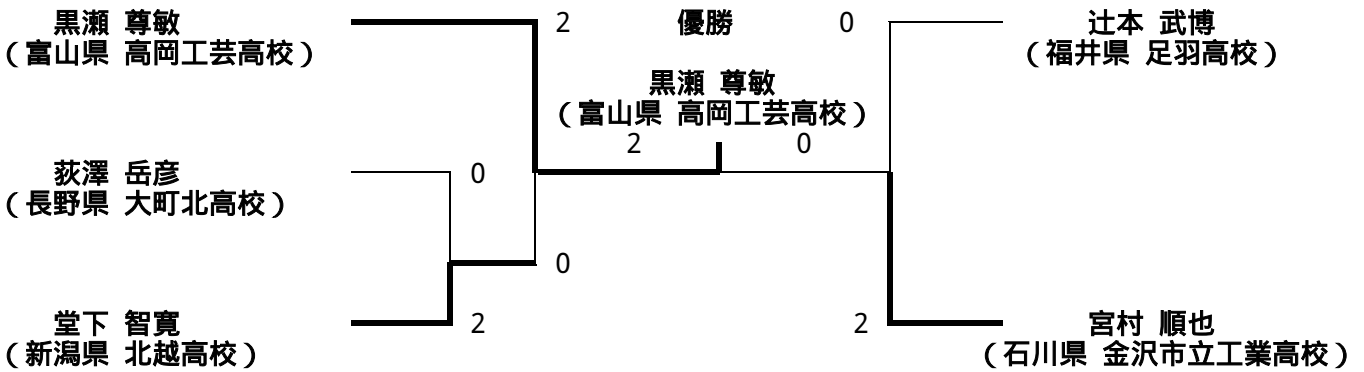 黒瀬 尊敏
(富山県 高岡工芸高校)
2
優勝
0
辻本 武博
(福井県 足羽高校)
黒瀬 尊敏
(富山県 高岡工芸高校)
2
0
荻澤 岳彦
(長野県 大町北高校)
0
0
堂下 智寛
(新潟県 北越高校)
2
2
宮村 順也
(石川県 金沢市立工業高校)